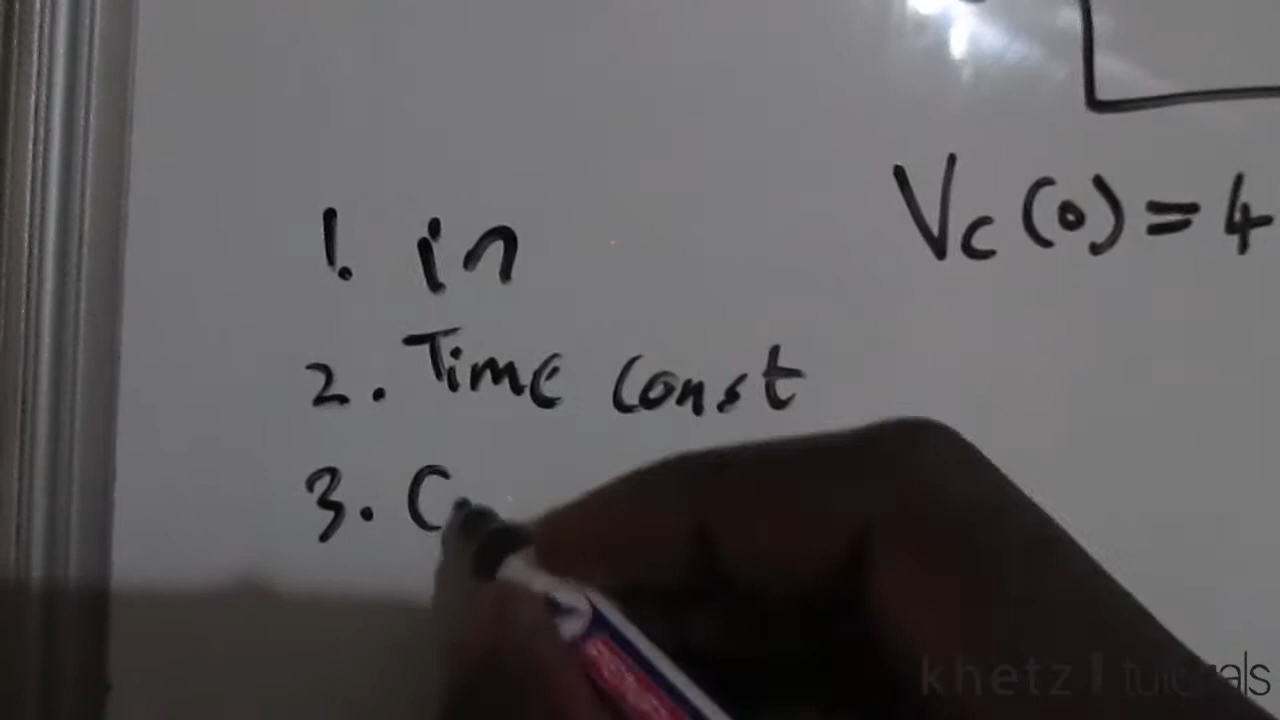 1. in
Vc(0) = 4
2. Time const
3. C
khetzl tutorials